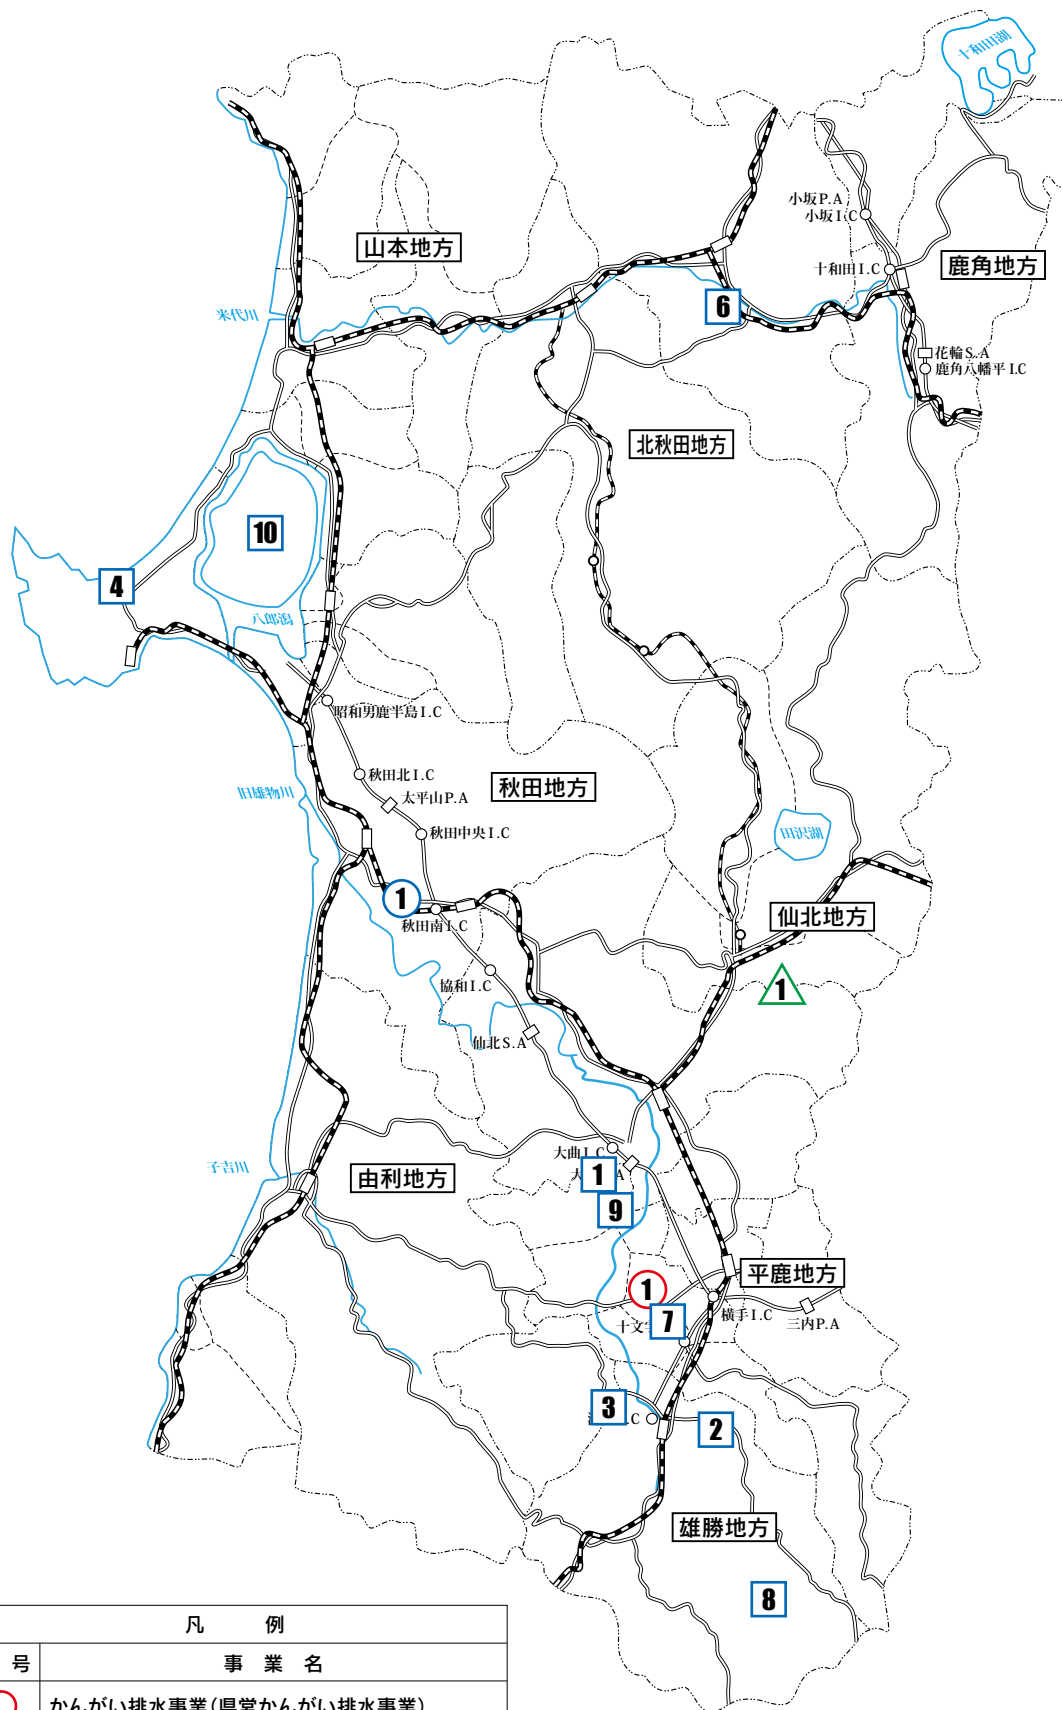 十和田湖
小坂P.A
小坂I.C
山本地方
鹿角地方
十和田I.C
米代川
6
花輪S.A
鹿角八幡平I.C
北秋田地方
10
4
八郎潟
昭和男鹿半島I.C
秋田北I.C
秋田地方
旧雄物川
太平山P.A
秋田中央I.C
田沢湖
1
仙北地方
秋田南I.C
協和I.C
1
仙北S.A
大曲I.C
子吉川
由利地方
1
大
A
9
平鹿地方
1
横手I.C
三内P.A
7
十文字
3
.C
2
雄勝地方
8
凡 例
号
事 業 名
かんがい排水事業(県営かんがい排水事業)